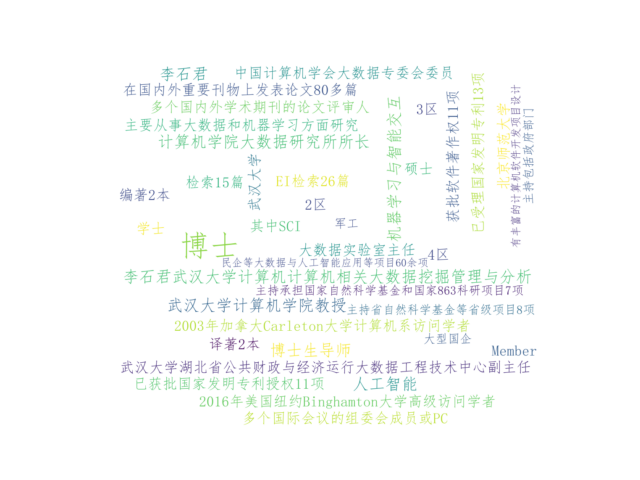 李石君
中国计算机学会大数据专委会委员
在国内外重要刊物上发表论文80多篇
多个国内外学术期刊的论文评审人
主要从事大数据和机器学习方面研究
计算机学院大数据研究所所长
机器学习与智能交互
3区
获批软件著作权11项
已受理国家发明专利13项
北京师范大学
有丰富的计算机软件开发项目设计
主持包括政府部门
武汉大学
硕士
检索15篇
EI检索26篇
编著2本
2区
学士
其中SCI
军工
博士
大数据实验室主任
4区
民企等大数据与人工智能应用等项目60余项
李石君武汉大学计算机计算机相关大数据挖掘管理与分析
主持承担国家自然科学基金和国家863科研项目7项
武汉大学计算机学院教授
主持省自然科学基金等省级项目8项
2003年加拿大Carleton大学计算机系访问学者
大型国企
译著2本
博士生导师
Member
武汉大学湖北省公共财政与经济运行大数据工程技术中心副主任
已获批国家发明专利授权11项
人工智能
2016年美国纽约Binghamton大学高级访问学者
多个国际会议的组委会成员或PC